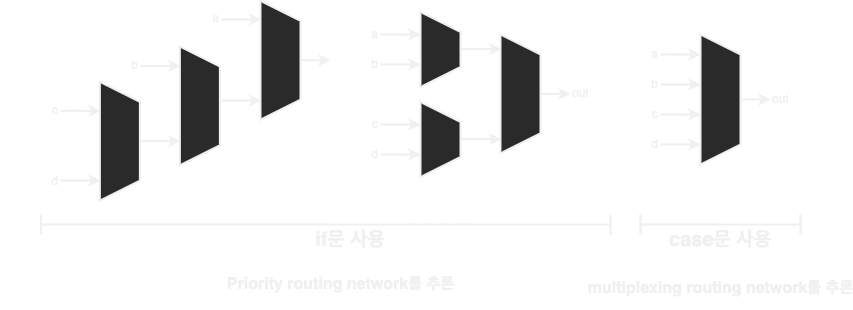 a
b
c
d
a
b
c
d
out
a
b
c
d
out
if문 사용
case문 사용
Priority routing network를 추론
multiplexing routing network를 추론